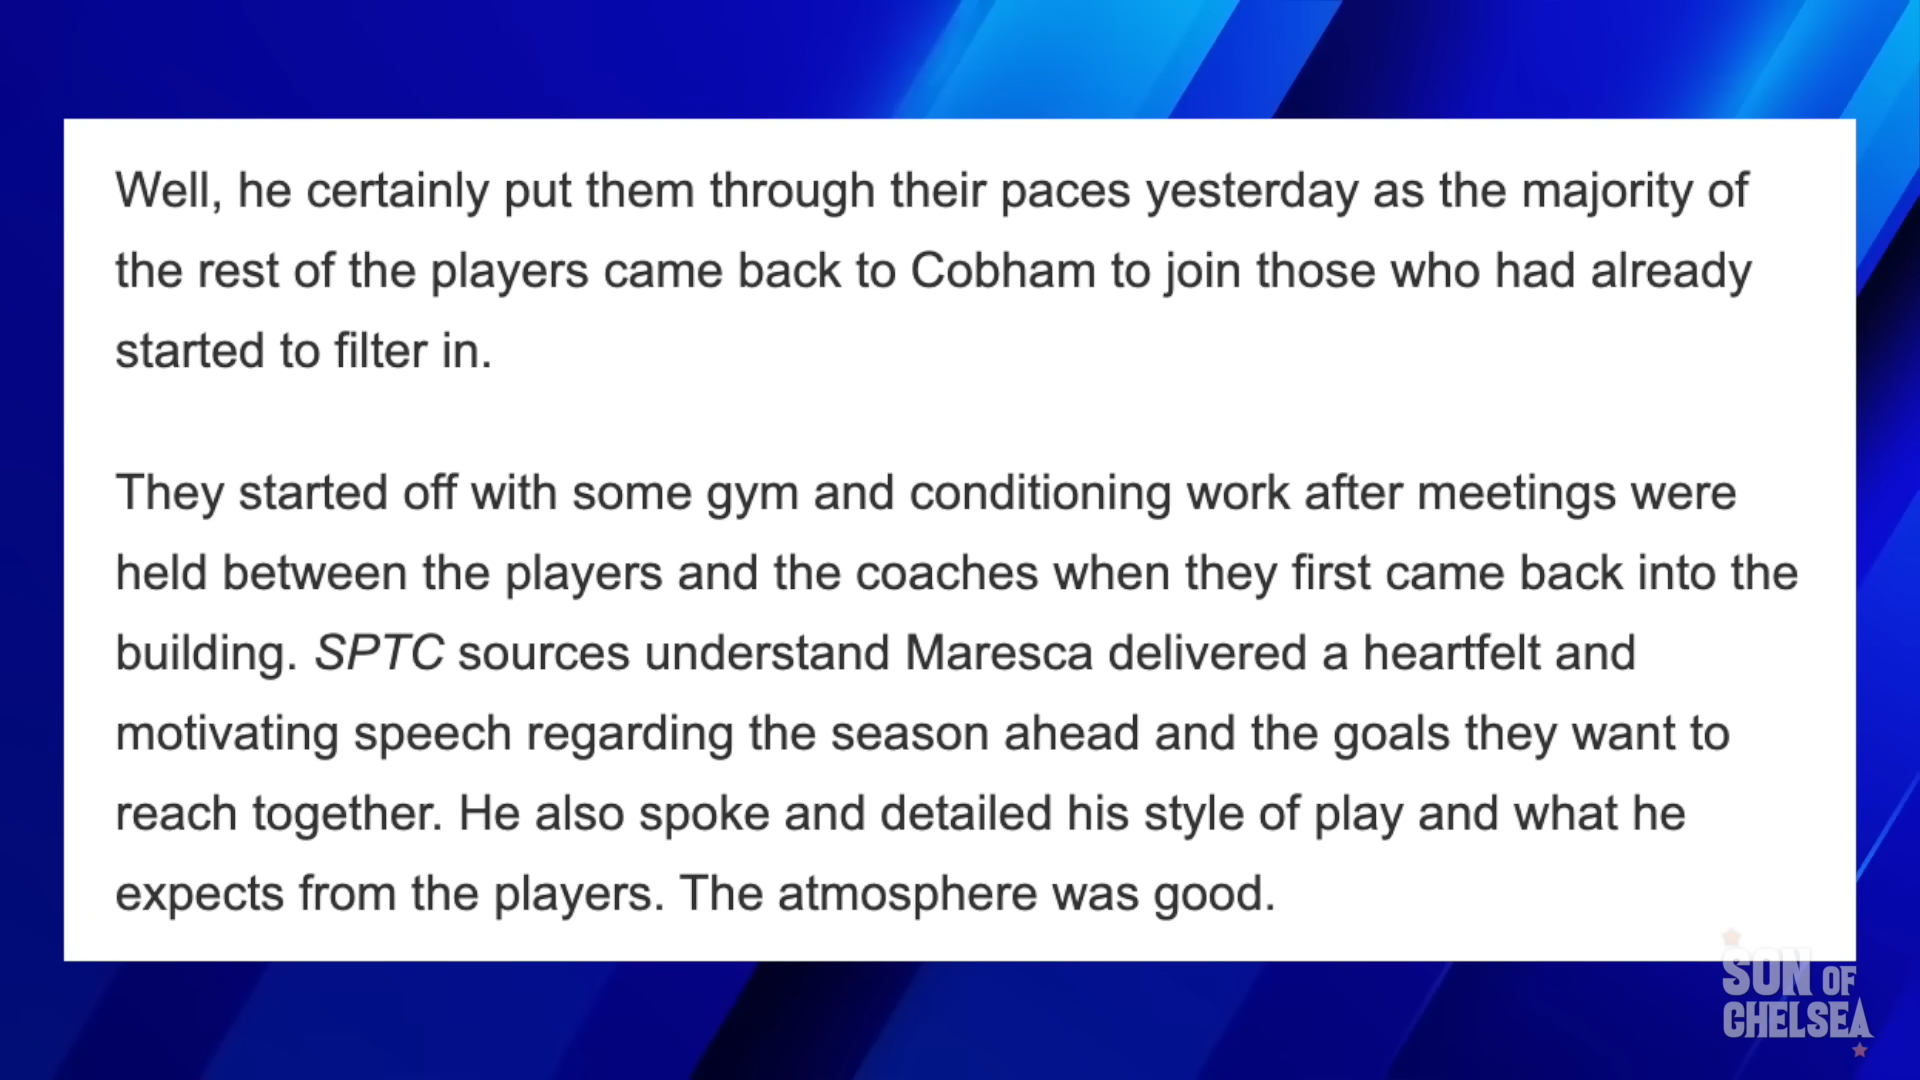 Well, he certainly put them through their paces yesterday as the majority of
the rest of the players came back to Cobham to join those who had already
started to filter in.
They started off with some gym and conditioning work after meetings were
held between the players and the coaches when they first came back into the
building. SPTC sources understand Maresca delivered a heartfelt and
motivating speech regarding the season ahead and the goals they want to
reach together. He also spoke and detailed his style of play and what he
expects from the players. The atmosphere was good.
SON OF
CHELSEA